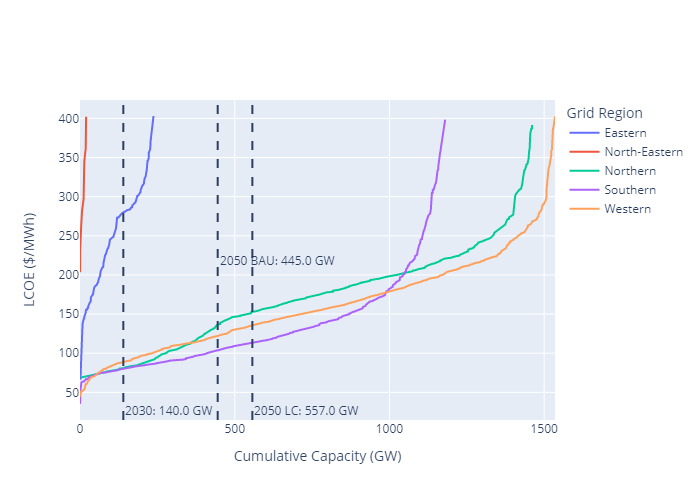 Grid Region
Eastern
North-Eastern
Northern
Southern
Western
LCOE ($/MWh)
400
350
300
250
200
150
100
50
2050 BAU: 445.0 GW
2030: 140.0 GW
2050 LC: 557.0 GW
0
500
1000
1500
Cumulative Capacity (GW)